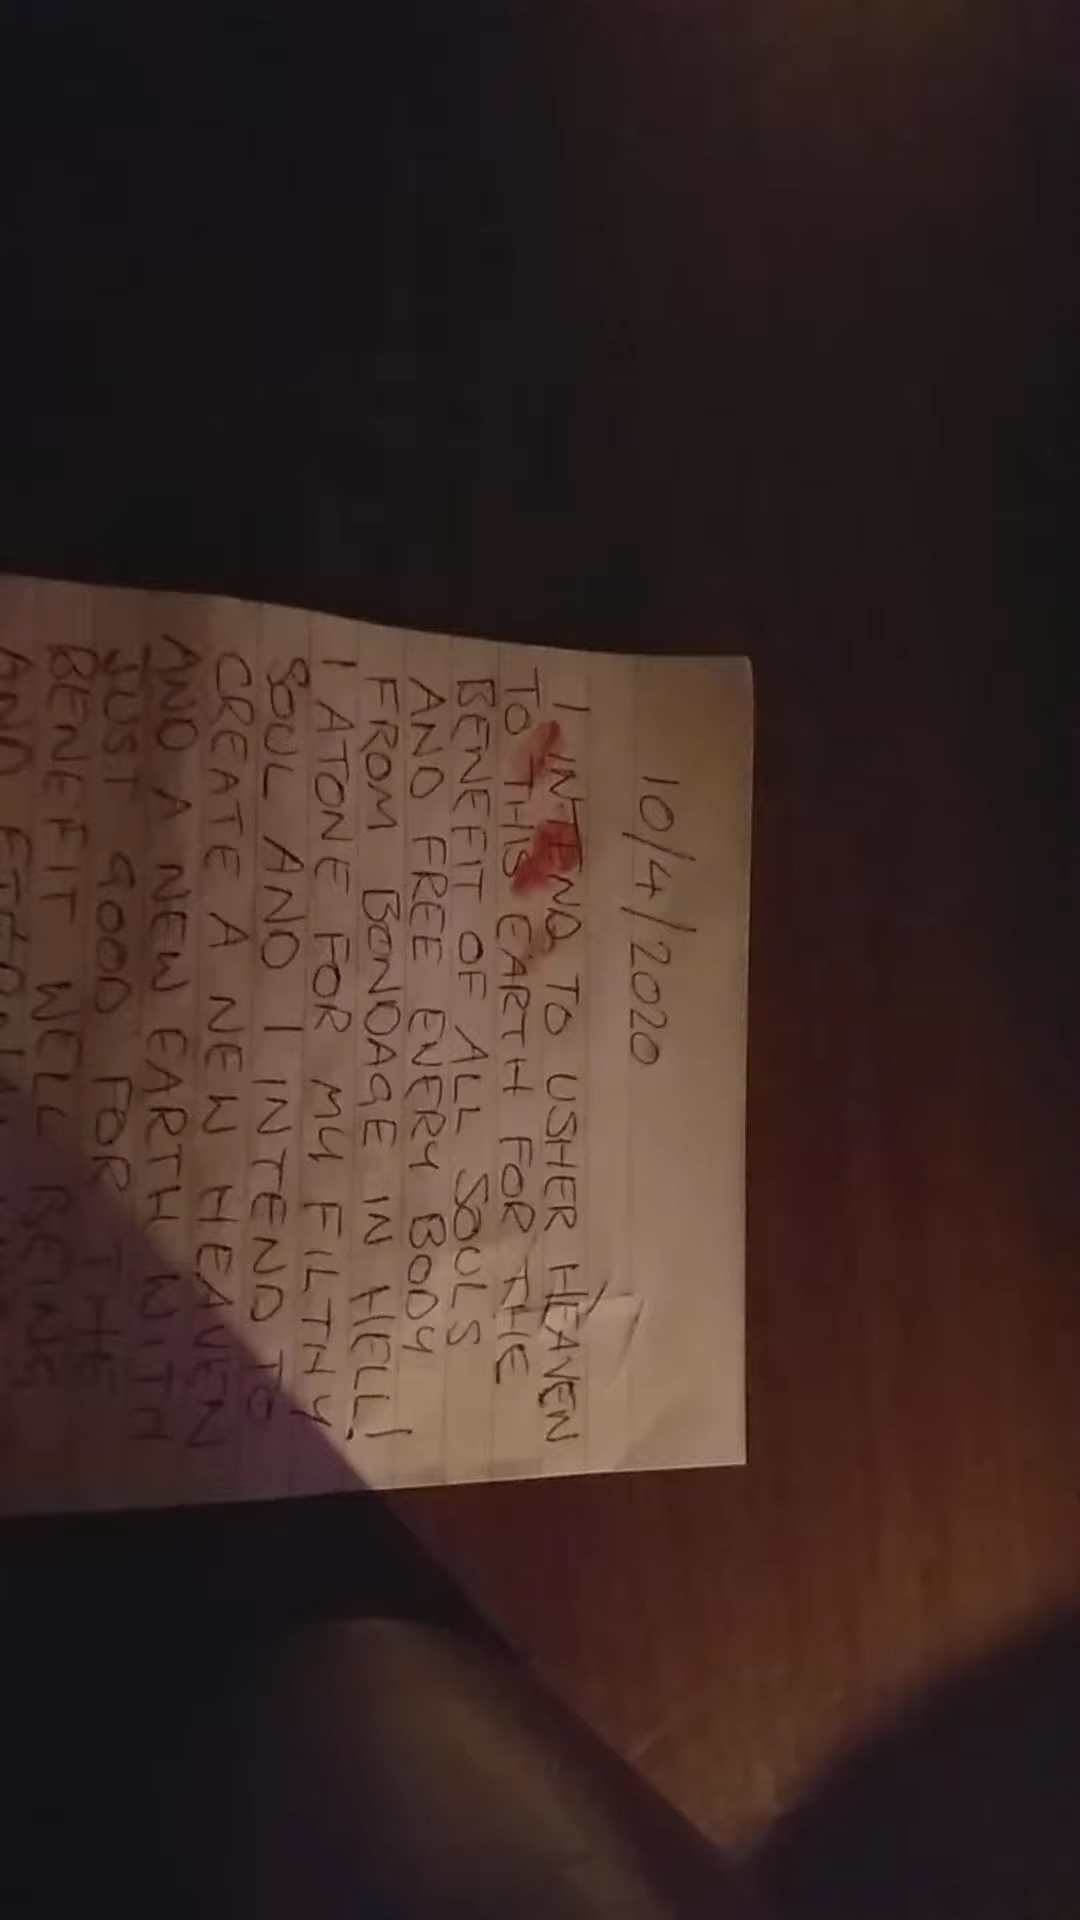 10/4/2020
I INTEND TO USHER HEAVEN
TO THIS EARTH FOR THE
BENEFIT OF ALL SOULS
AND FREE EVERY BODY
FROM BONDAGE IN HELL!
I ATONE FOR MY FILTHY
SOUL AND I INTEND TO
CREATE A NEW HEAVEN
AND A NEW EARTH WITH
JUST GOOD FOR THE
BENEFIT WELL BEING
AND